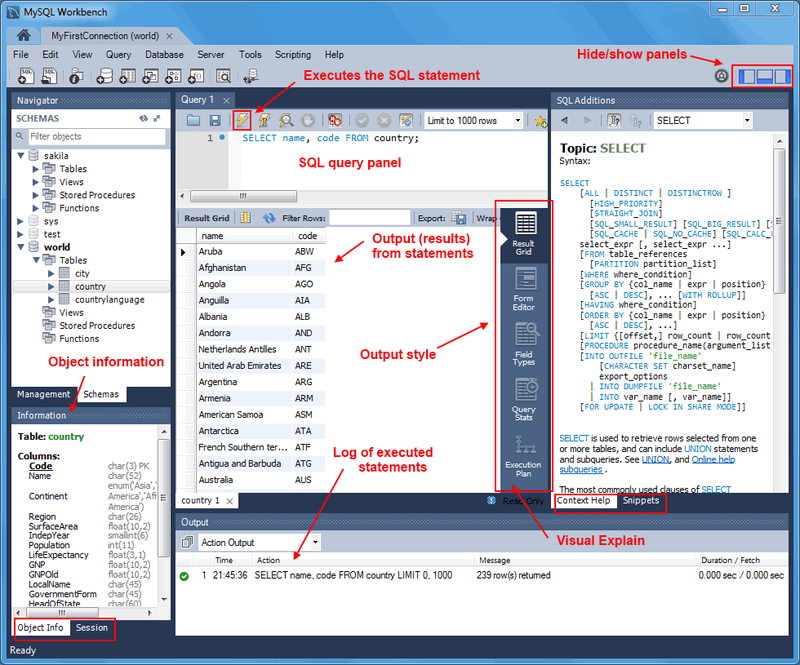 MySQL Workbench
MyFirstConnection (world)
File Edit View Query Database Server Tools Scripting Help
Hide/show panels
Executes the SQL statement
Navigator
SCHEMAS
Filter objects
sakila
Tables
Views
Stored Procedures
Functions
sys
test
world
Tables
city
country
countrylanguage
Views
Stored Procedures
Functions
Object information
Management Schemas
Information
Table: country
Columns:
Code char(3) PK
Name char(52)
enum('Asia','
Continent America','Af
America')
Region char(26)
SurfaceArea float(10,2)
IndepYear smallint(6)
Population int(11)
LifeExpectancy float(3,1)
GNP float(10,2)
GNPOld float(10,2)
LocalName char(45)
GovernmentForm char(45)
HeadOfState char(60)
Object Info Session
Ready
Query 1
Limit to 1000 rows
1 SELECT name, code FROM country;
SQL query panel
Result Grid Filter Rows: Export: Wrap
name code
Aruba ABW
Afghanistan AFG
Angola AGO
Anguilla AIA
Albania ALB
Andorra AND
Netherlands Antilles ANT
United Arab Emirates ARE
Argentina ARG
Armenia ARM
American Samoa ASM
Antarctica ATA
French Southern ter... ATF
Antigua and Barbuda ATG
Australia AUS
Output (results)
from statements
Output style
Log of executed
statements
Result
Grid
Form
Editor
Field
Types
Query
Stats
Execution
Plan
country 1
Read Only
Visual Explain
SQL Additions
SELECT
Topic: SELECT
Syntax:
SELECT
[ALL | DISTINCT | DISTINCTROW ]
[HIGH_PRIORITY]
[STRAIGHT_JOIN]
[SQL_SMALL_RESULT] [SQL_BIG_RESULT] [S
[SQL_CACHE | SQL_NO_CACHE] [SQL_CALC_
select_expr [, select_expr ...]
[FROM table_references
[PARTITION partition_list]
[WHERE where_condition]
[GROUP BY {col_name | expr | position}
[ASC | DESC], ... [WITH ROLLUP]]
[HAVING where_condition]
[ORDER BY {col_name | expr | position}
[ASC | DESC], ...]
[LIMIT {[offset,] row_count | row_count
[PROCEDURE procedure_name(argument_list
[INTO OUTFILE 'file_name'
[CHARACTER SET charset_name]
export_options
| INTO DUMPFILE 'file_name'
| INTO var_name [, var_name]]
[FOR UPDATE | LOCK IN SHARE MODE]]
SELECT is used to retrieve rows selected from one
or more tables, and can include UNION statements
and subqueries. See UNION, and Online help
subqueries .
The most commonly used clauses of SELECT
Context Help Snippets
Output
Action Output
Time Action Message Duration / Fetch
1 21:45:36 SELECT name, code FROM country LIMIT 0, 1000 239 row(s) returned 0.000 sec / 0.000 sec